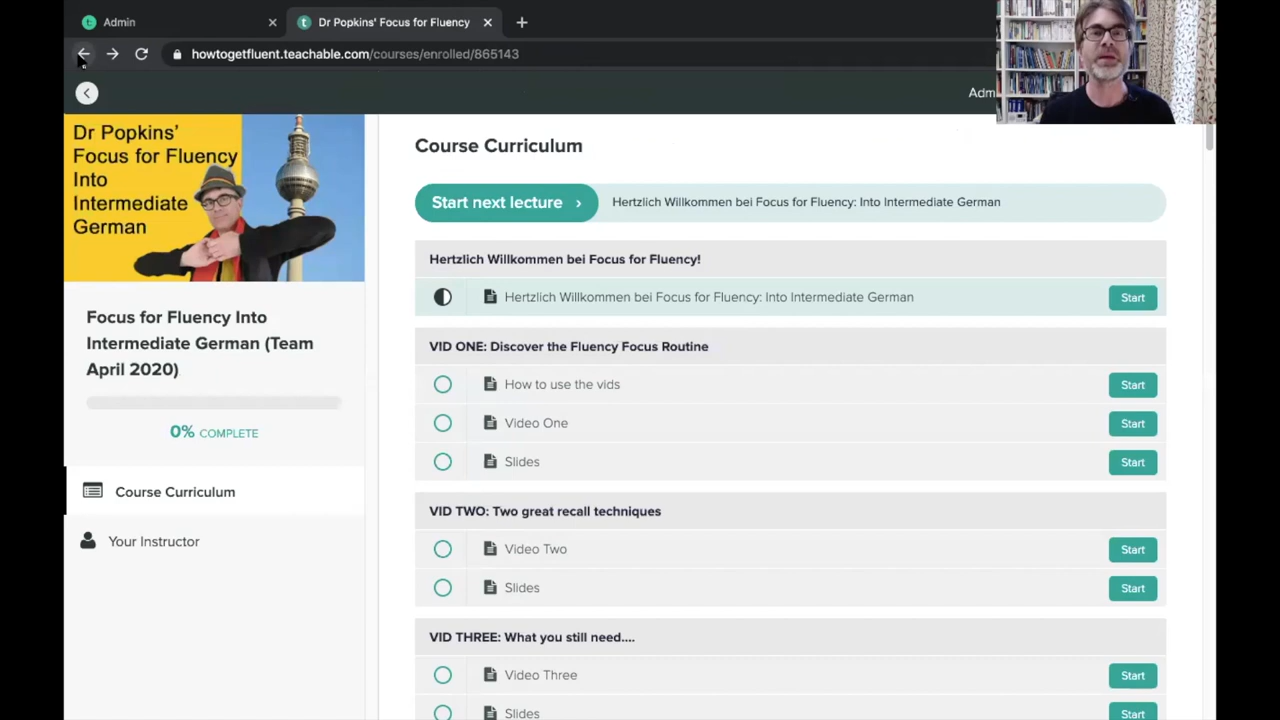 Admin
Dr Popkins' Focus for Fluency
howtogetfluent.teachable.com/courses/enrolled/865143
Dr Popkins'
Focus for Fluency
Into
Intermediate
German
Focus for Fluency Into
Intermediate German (Team
April 2020)
0% COMPLETE
Course Curriculum
Your Instructor
Course Curriculum
Start next lecture
Hertzlich Willkommen bei Focus for Fluency: Into Intermediate German
Hertzlich Willkommen bei Focus for Fluency!
Hertzlich Willkommen bei Focus for Fluency: Into Intermediate German Start
VID ONE: Discover the Fluency Focus Routine
How to use the vids Start
Video One Start
Slides Start
VID TWO: Two great recall techniques
Video Two Start
Slides Start
VID THREE: What you still need....
Video Three Start
Slides Start